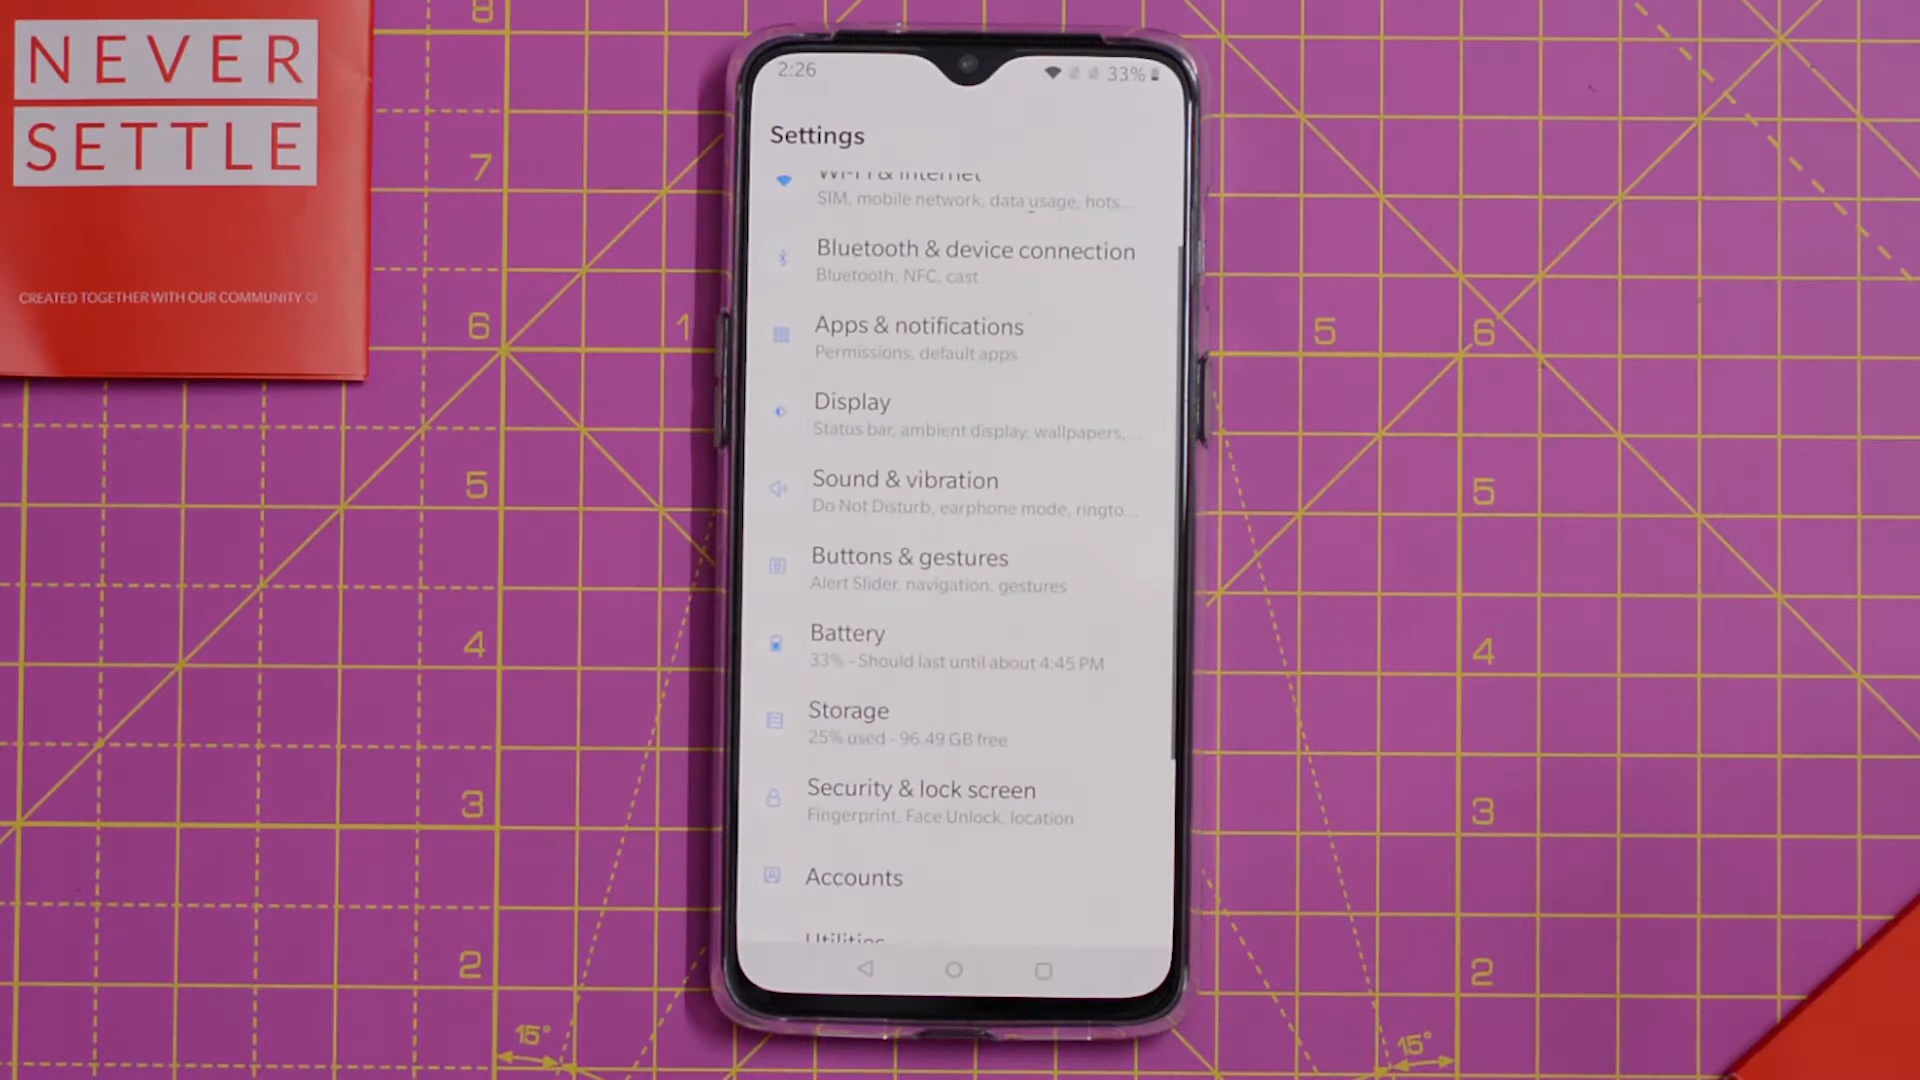 NEVER
SETTLE
CREATED TOGETHER WITH OUR COMMUNITY
2:26
33%
Settings
Wi-Fi & internet
SIM, mobile network, data usage, hots...
Bluetooth & device connection
Bluetooth, NFC, cast
Apps & notifications
Permissions, default apps
Display
Status bar, ambient display, wallpapers,...
Sound & vibration
Do Not Disturb, earphone mode, ringto...
Buttons & gestures
Alert Slider, navigation, gestures
Battery
33% - Should last until about 4:45 PM
Storage
25% used - 96.49 GB free
Security & lock screen
Fingerprint, Face Unlock, location
Accounts
Utilities
8
7
6
1
5
4
3
2
15°
5
6
5
4
3
2
15°